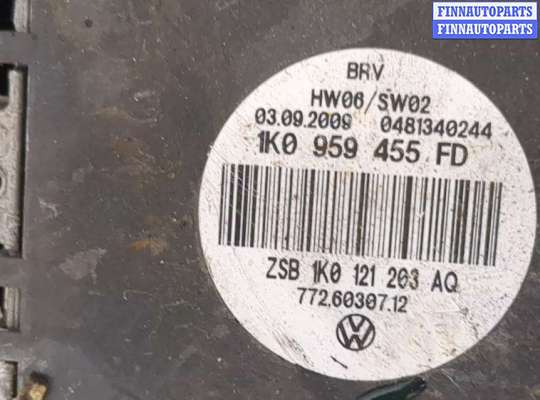 FINNAUTOPARTS
FINNAUTOPARTS
BRV
HW06/SW02
03.09.2009 0481340244
1K0 959 455 FD
ZSB 1K0 121 203 AQ
772.60307.12